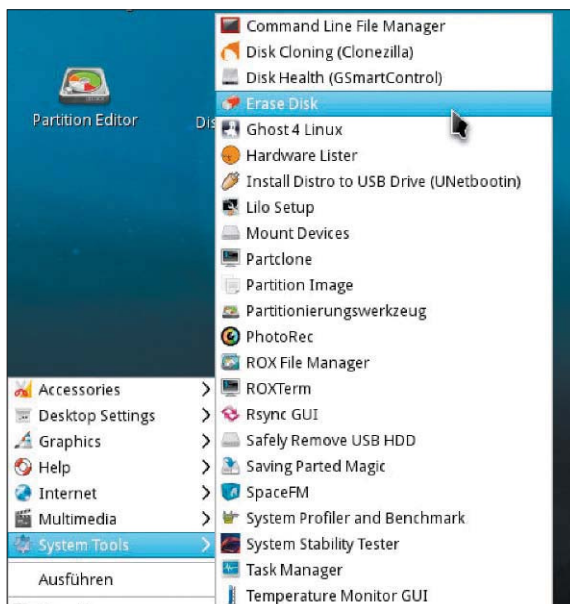 Partition Editor
Dis
Command Line File Manager
Disk Cloning (Clonezilla)
Disk Health (GSmartControl)
Erase Disk
Ghost 4 Linux
Hardware Lister
Install Distro to USB Drive (UNetbootin)
Lilo Setup
Mount Devices
Partclone
Partition Image
Partitionierungswerkzeug
PhotoRec
ROX File Manager
ROXTerm
Rsync GUI
Safely Remove USB HDD
Saving Parted Magic
SpaceFM
System Profiler and Benchmark
System Stability Tester
Task Manager
Temperature Monitor GUI
Accessories
Desktop Settings
Graphics
Help
Internet
Multimedia
System Tools
Ausführen